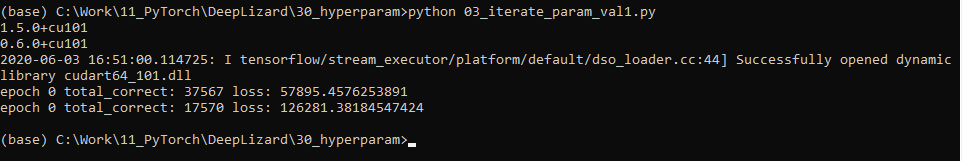 (base) C:\Work\11_PyTorch\DeepLizard\30_hyperparam>python 03_iterate_param_val1.py
1.5.0+cu101
0.6.0+cu101
2020-06-03 16:51:00.114725: I tensorflow/stream_executor/platform/default/dso_loader.cc:44] Successfully opened dynamic
library cudart64_101.dll
epoch 0 total_correct: 37567 loss: 57895.4576253891
epoch 0 total_correct: 17570 loss: 126281.38184547424
(base) C:\Work\11_PyTorch\DeepLizard\30_hyperparam>